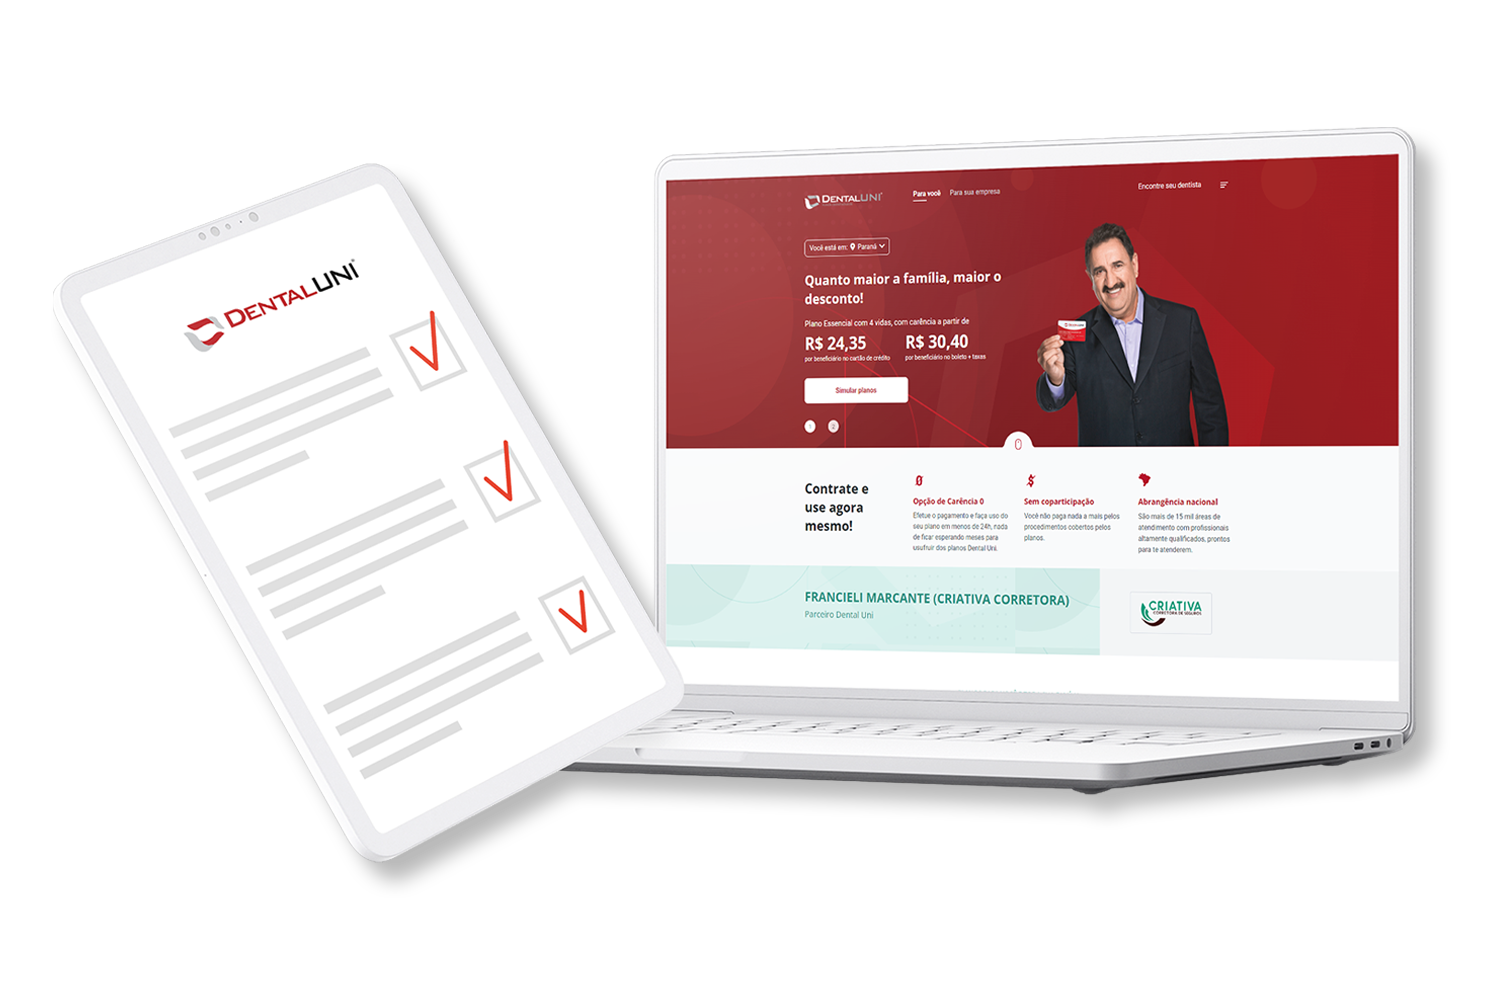 DENTALUNI
DENTALUNI
Para você
Para sua empresa
Encontre seu dentista
Você está em: Paraná
Quanto maior a família, maior o
desconto!
Plano Essencial com 4 vidas, com carência a partir de
R$ 24,35
por beneficiário no cartão de crédito
R$ 30,40
por beneficiário no boleto + taxas
Simular planos
1
2
Contrate e
use agora
mesmo!
Opção de Carência 0
Efetue o pagamento e faça uso do
seu plano em menos de 24h, nada
de ficar esperando meses para
usufruir dos planos Dental Uni.
Sem coparticipação
Você não paga nada a mais pelos
procedimentos cobertos pelos
planos.
Abrangência nacional
São mais de 15 mil áreas de
atendimento com profissionais
altamente qualificados, prontos
para te atenderem.
FRANCIELI MARCANTE (CRIATIVA CORRETORA)
Parceiro Dental Uni
CRIATIVA
CORRETORA DE SEGUROS